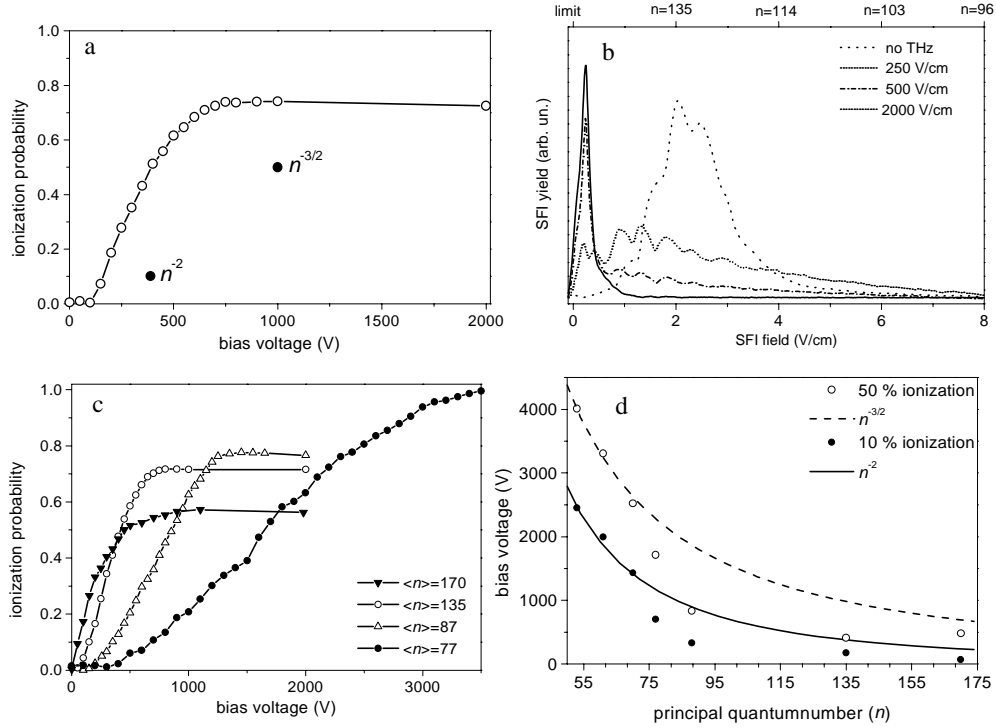 a
ionization probability
1.0
0.8
0.6
0.4
0.2
0.0
n-3/2
n-2
0
500
1000
1500
2000
bias voltage (V)
limit
n=135
n=114
n=103
n=96
b
no THz
250 V/cm
500 V/cm
2000 V/cm
SFI yield (arb. un.)
0
2
4
6
8
SFI field (V/cm)
c
ionization probability
1.0
0.8
0.6
0.4
0.2
0.0
<n>=170
<n>=135
<n>=87
<n>=77
0
1000
2000
3000
bias voltage (V)
d
50 % ionization
n-3/2
10 % ionization
n-2
bias voltage (V)
4000
3000
2000
1000
0
55
75
95
115
135
155
175
principal quantumnumber (n)